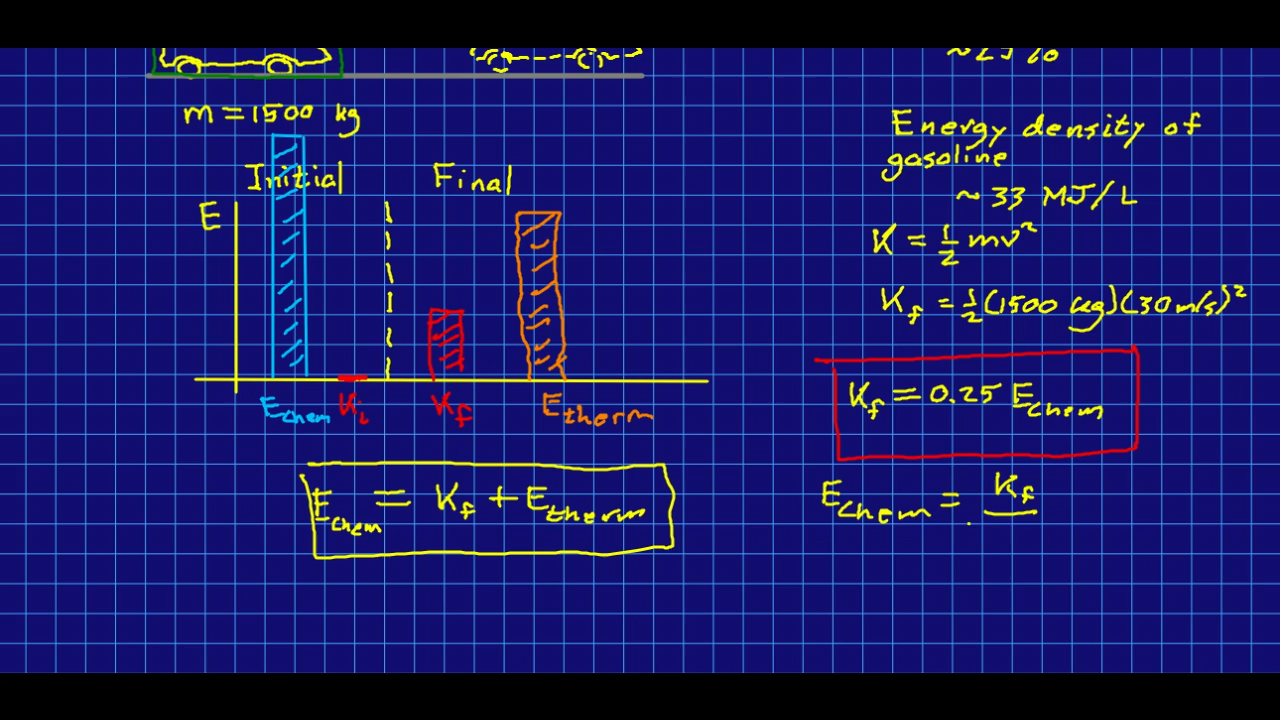 ~25%
m = 1500 kg
Energy density of
gasoline
~ 33 MJ/L
Initial Final
E
K = 1/2 mv²
K_f = 1/2 (1500 kg)(30 m/s)²
K_f = 0.25 E_chem
E_chem K_i K_f E_therm
E_chem = K_f + E_therm
E_chem = K_f